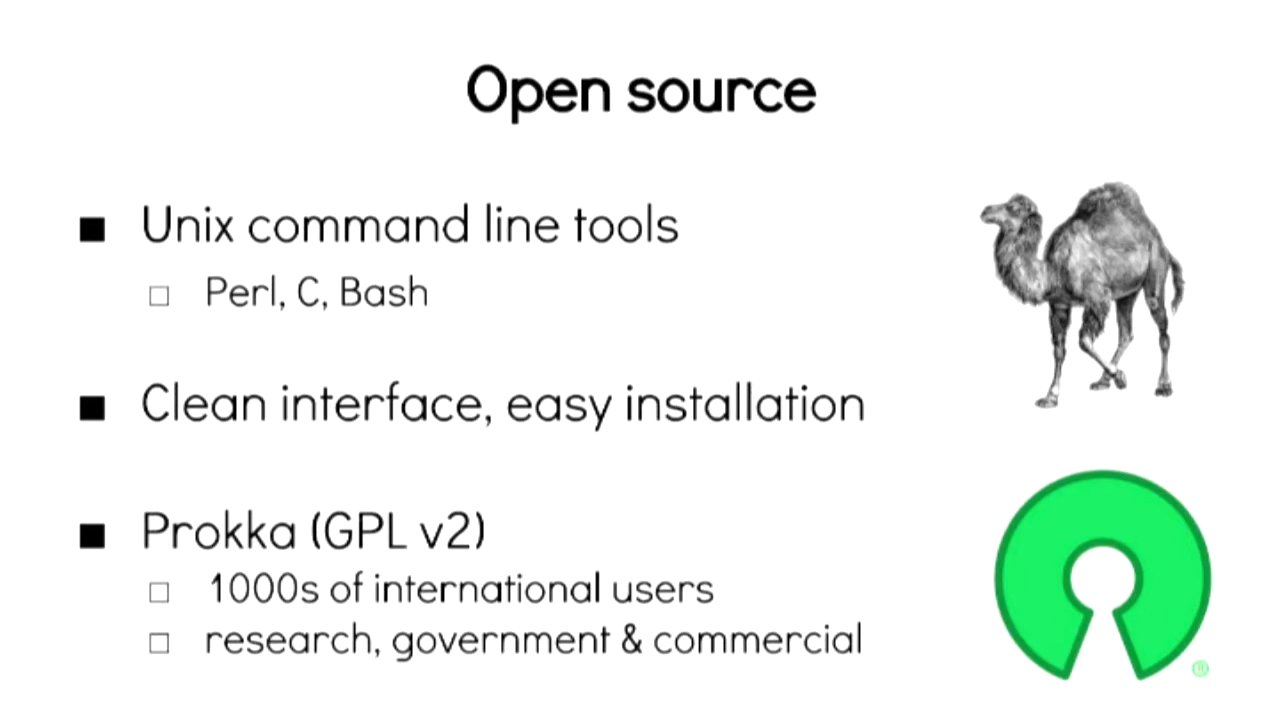 Open source
■ Unix command line tools
□ Perl, C, Bash
■ Clean interface, easy installation
■ Prokka (GPL v2)
□ 1000s of international users
□ research, government & commercial
®